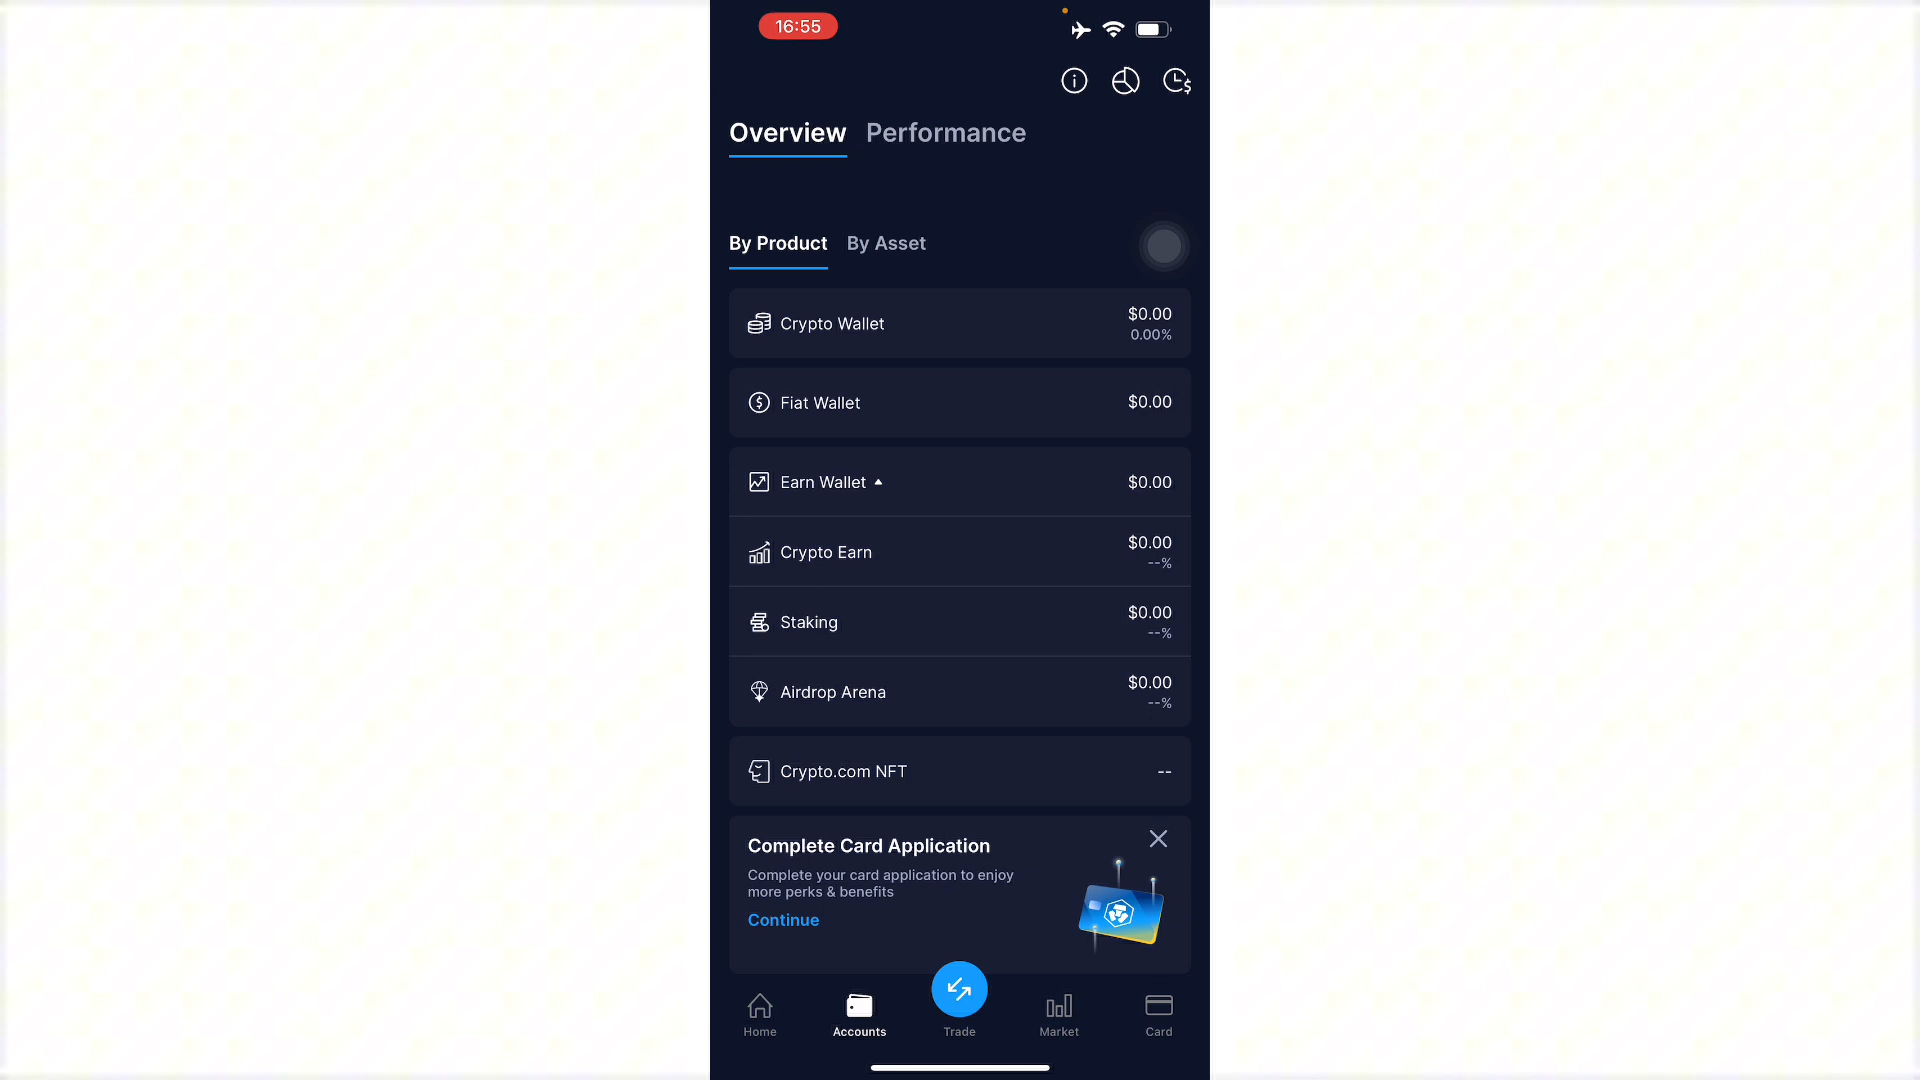 16:55
Overview Performance
By Product By Asset
Crypto Wallet $0.00
0.00%
Fiat Wallet $0.00
Earn Wallet $0.00
Crypto Earn $0.00
--%
Staking $0.00
--%
Airdrop Arena $0.00
--%
Crypto.com NFT --
Complete Card Application
Complete your card application to enjoy
more perks & benefits
Continue
Home Accounts Trade Market Card